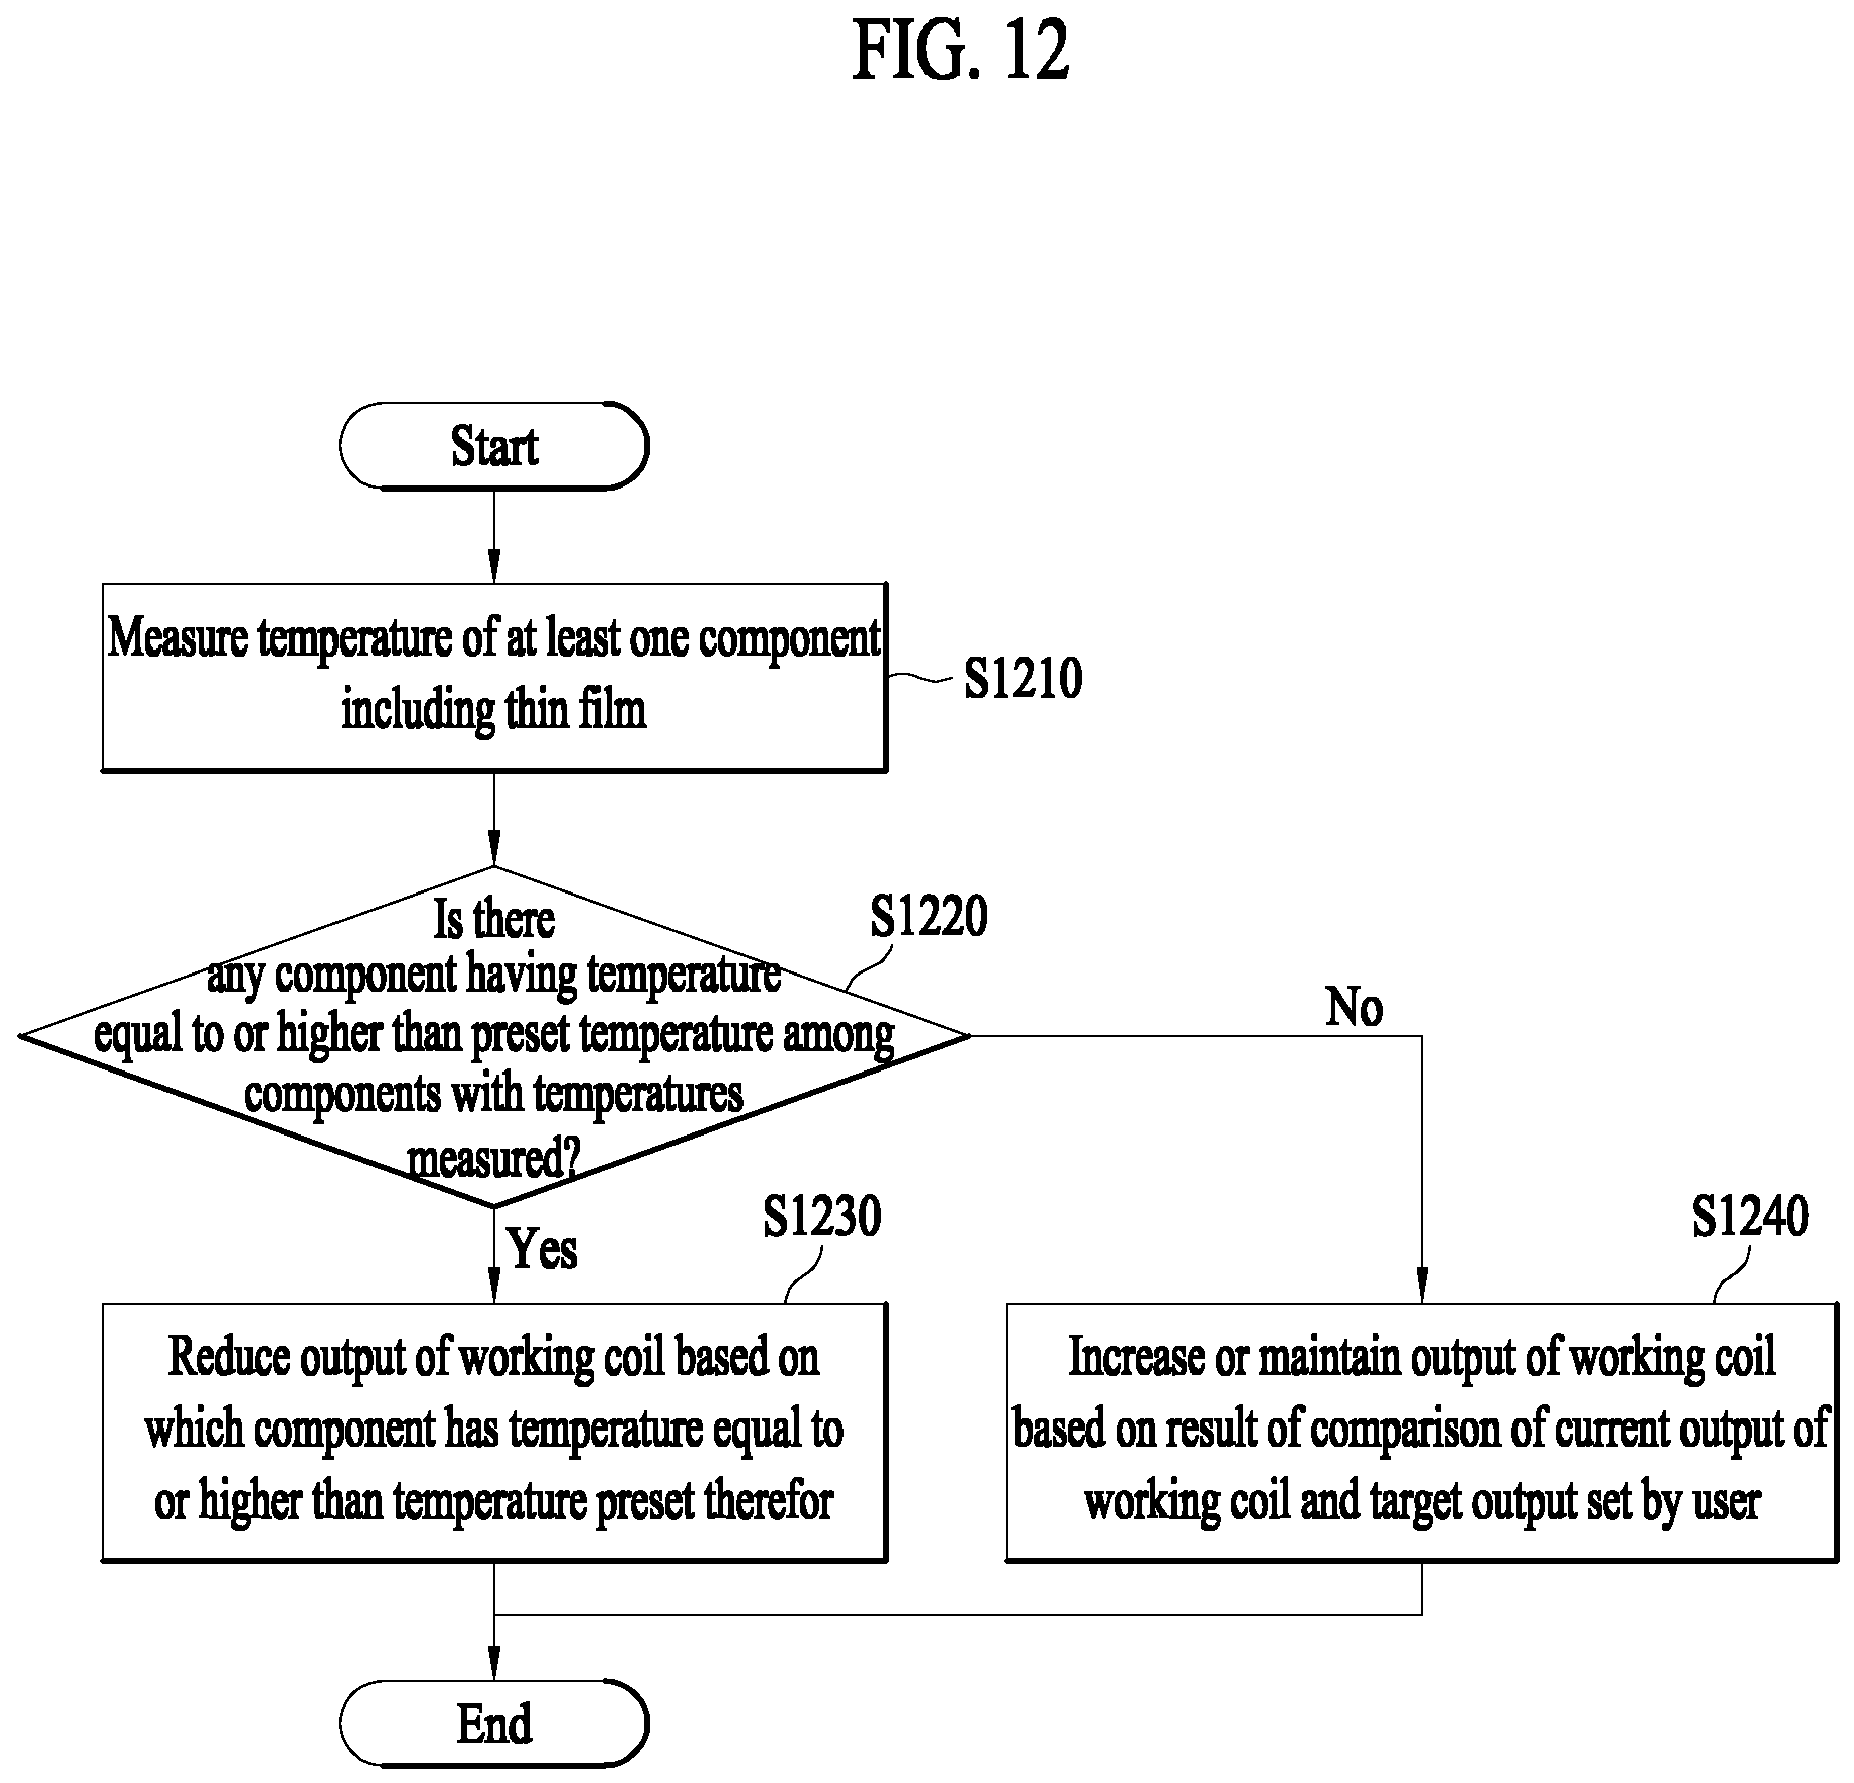 FIG. 12
Start
Measure temperature of at least one component
including thin film
S1210
Is there
any component having temperature
equal to or higher than preset temperature among
components with temperatures
measured?
S1220
No
Yes
S1230
Reduce output of working coil based on
which component has temperature equal to
or higher than temperature preset therefor
S1240
Increase or maintain output of working coil
based on result of comparison of current output of
working coil and target output set by user
End